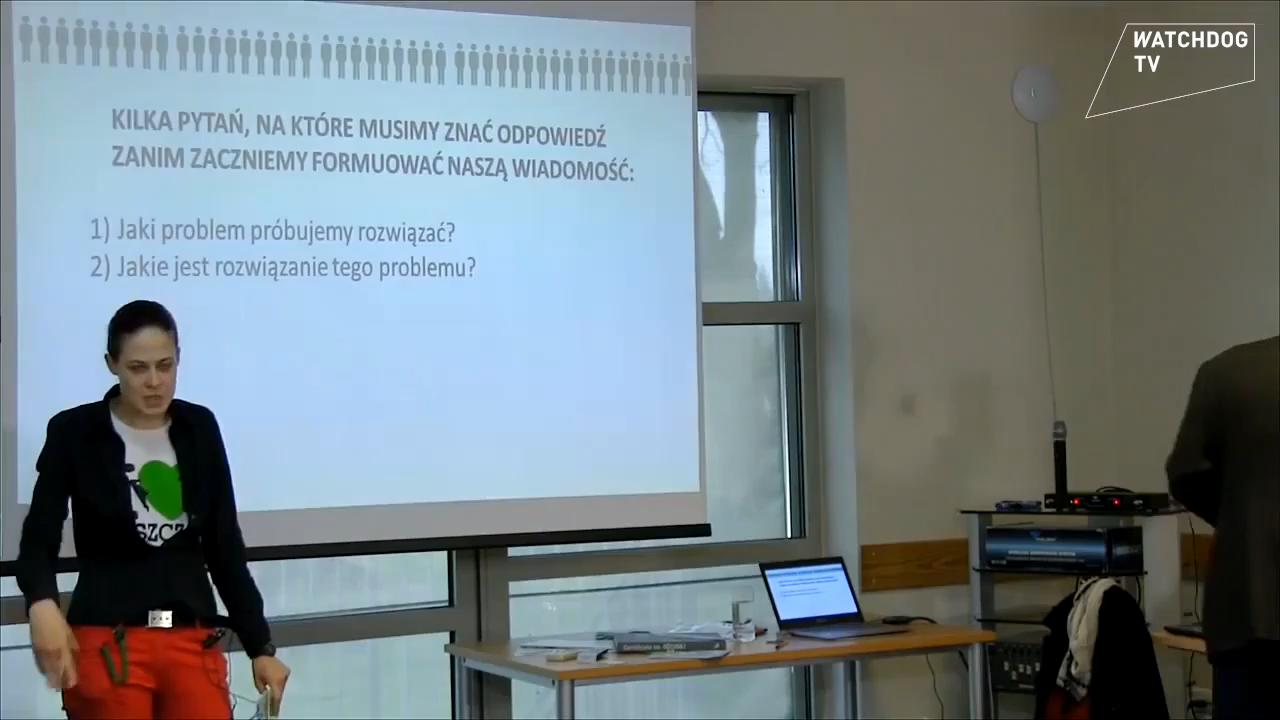 WATCHDOG
TV
KILKA PYTAŃ, NA KTÓRE MUSIMY ZNAĆ ODPOWIEDŹ
ZANIM ZACZNIEMY FORMUOWAĆ NASZĄ WIADOMOŚĆ:
1) Jaki problem próbujemy rozwiązać?
2) Jakie jest rozwiązanie tego problemu?
SZCZ